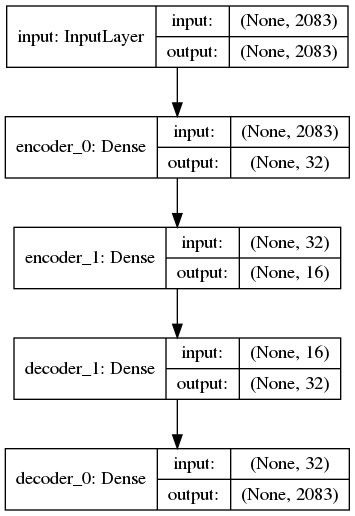 input: InputLayer
input: (None, 2083)
output: (None, 2083)
encoder_0: Dense
input: (None, 2083)
output: (None, 32)
encoder_1: Dense
input: (None, 32)
output: (None, 16)
decoder_1: Dense
input: (None, 16)
output: (None, 32)
decoder_0: Dense
input: (None, 32)
output: (None, 2083)